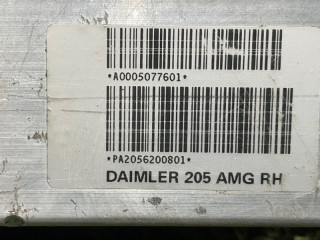 *A0005077601*
*PA2056200801*
DAIMLER 205 AMG RH